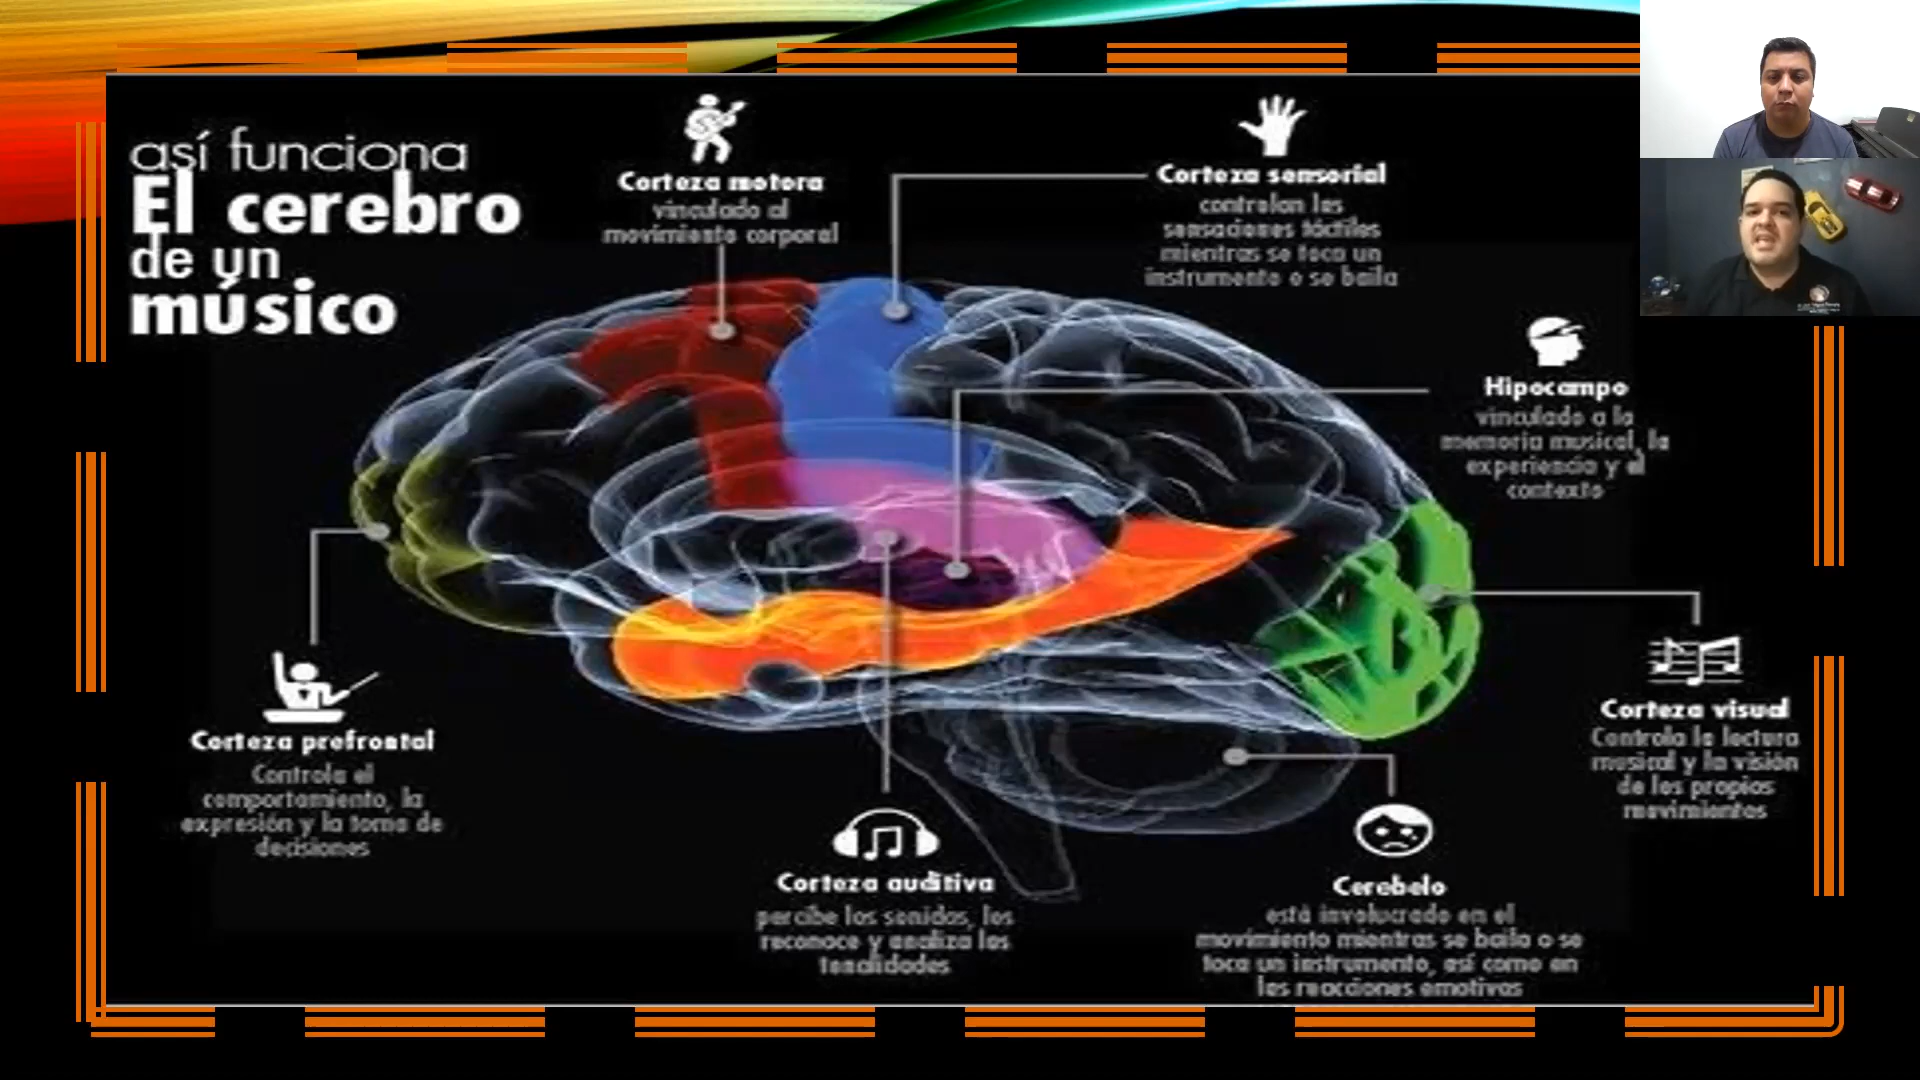 así funciona
El cerebro
de un
músico
Corteza motora
vinculado al
movimiento corporal
Corteza sensorial
controlan las
sensaciones táctiles
mientras se toca un
instrumento o se baila
Hipocampo
vinculado a la
memoria musical, la
experiencia y el
contexto
Corteza prefrontal
Controla el
comportamiento, la
expresión y la toma de
decisiones
Corteza auditiva
percibe los sonidos, los
reconoce y analiza las
tonalidades
Cerebelo
está involucrado en el
movimiento mientras se baila o se
toca un instrumento, así como en
las reacciones emotivas
Corteza visual
Controla la lectura
musical y la visión
de los propios
movimientos